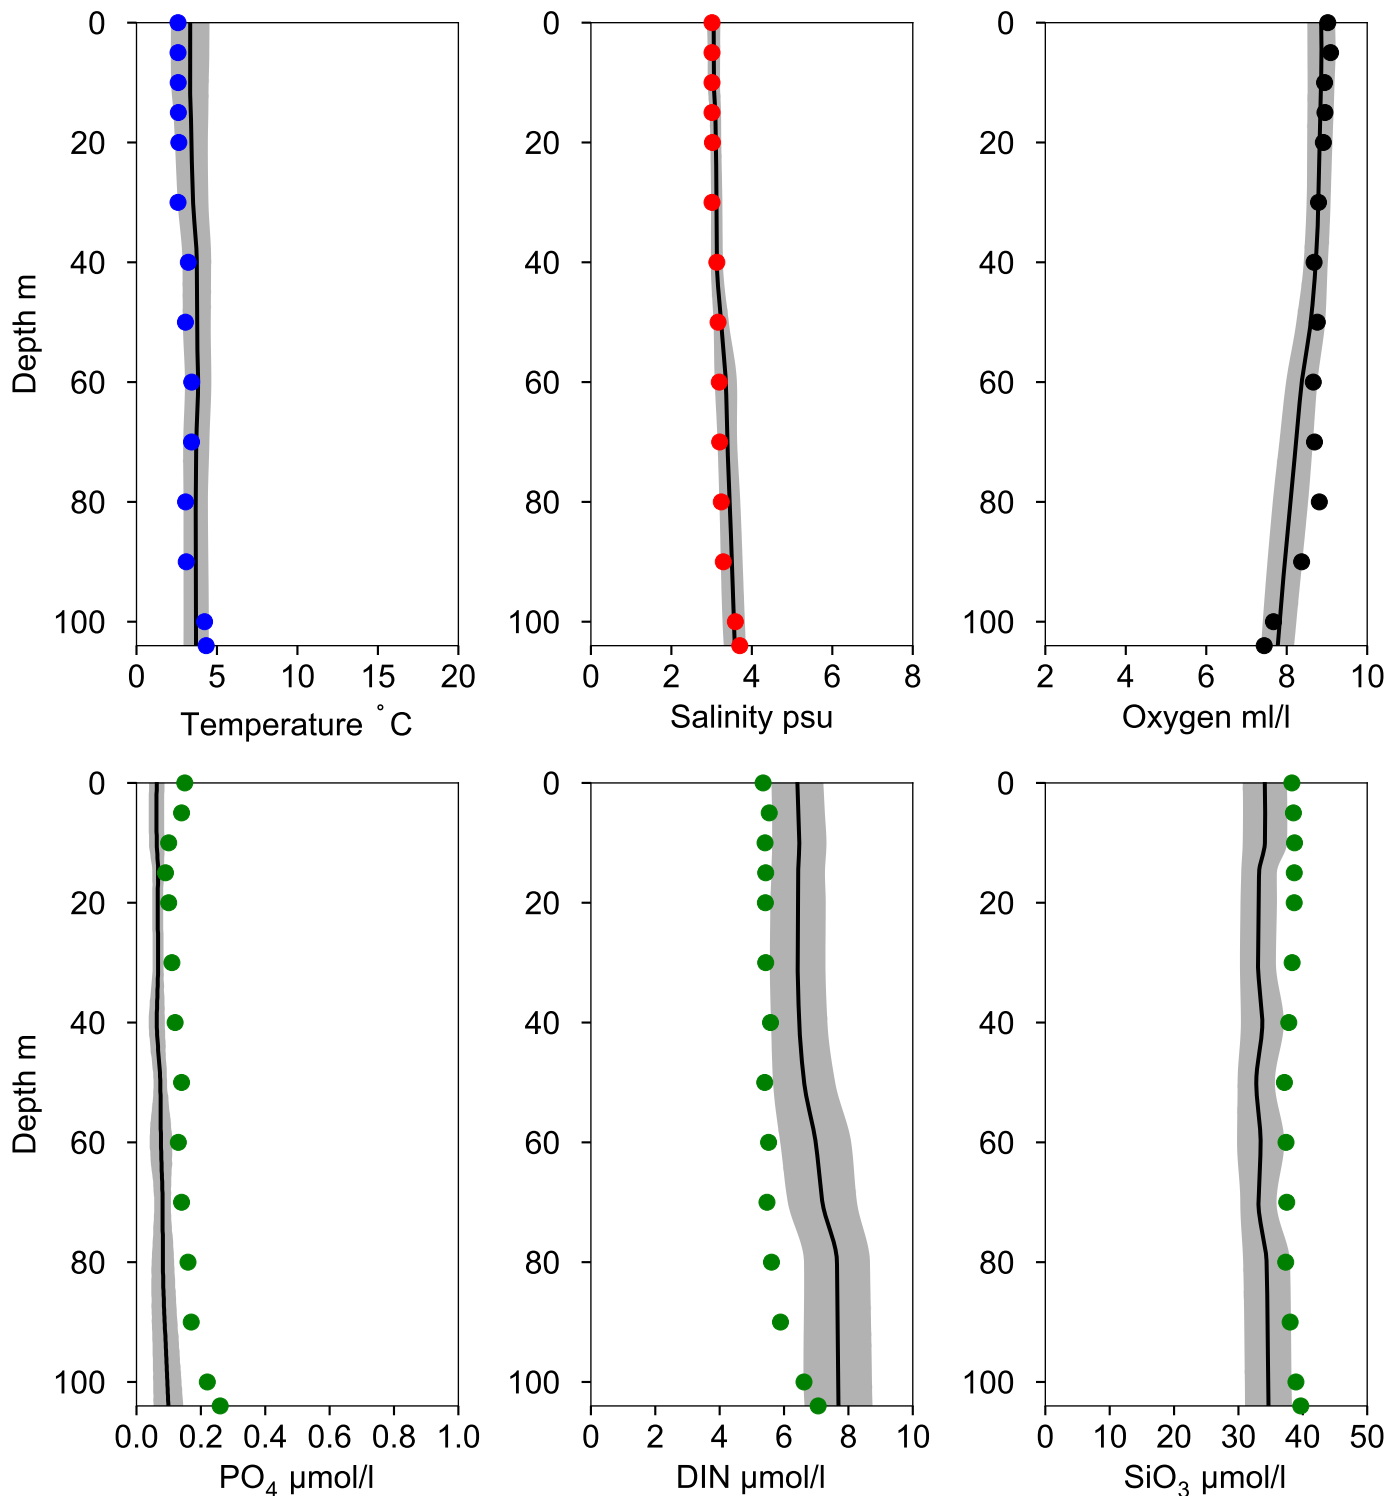 0 0 0
20 20 20
40 40 40
Depth m
60 60 60
80 80 80
100 100 100
0 5 10 15 20 0 2 4 6 8 2 4 6 8 10
Temperature °C Salinity psu Oxygen ml/l
0 0 0
20 20 20
40 40 40
Depth m
60 60 60
80 80 80
100 100 100
0.0 0.2 0.4 0.6 0.8 1.0 0 2 4 6 8 10 0 10 20 30 40 50
PO₄ µmol/l DIN µmol/l SiO₃ µmol/l